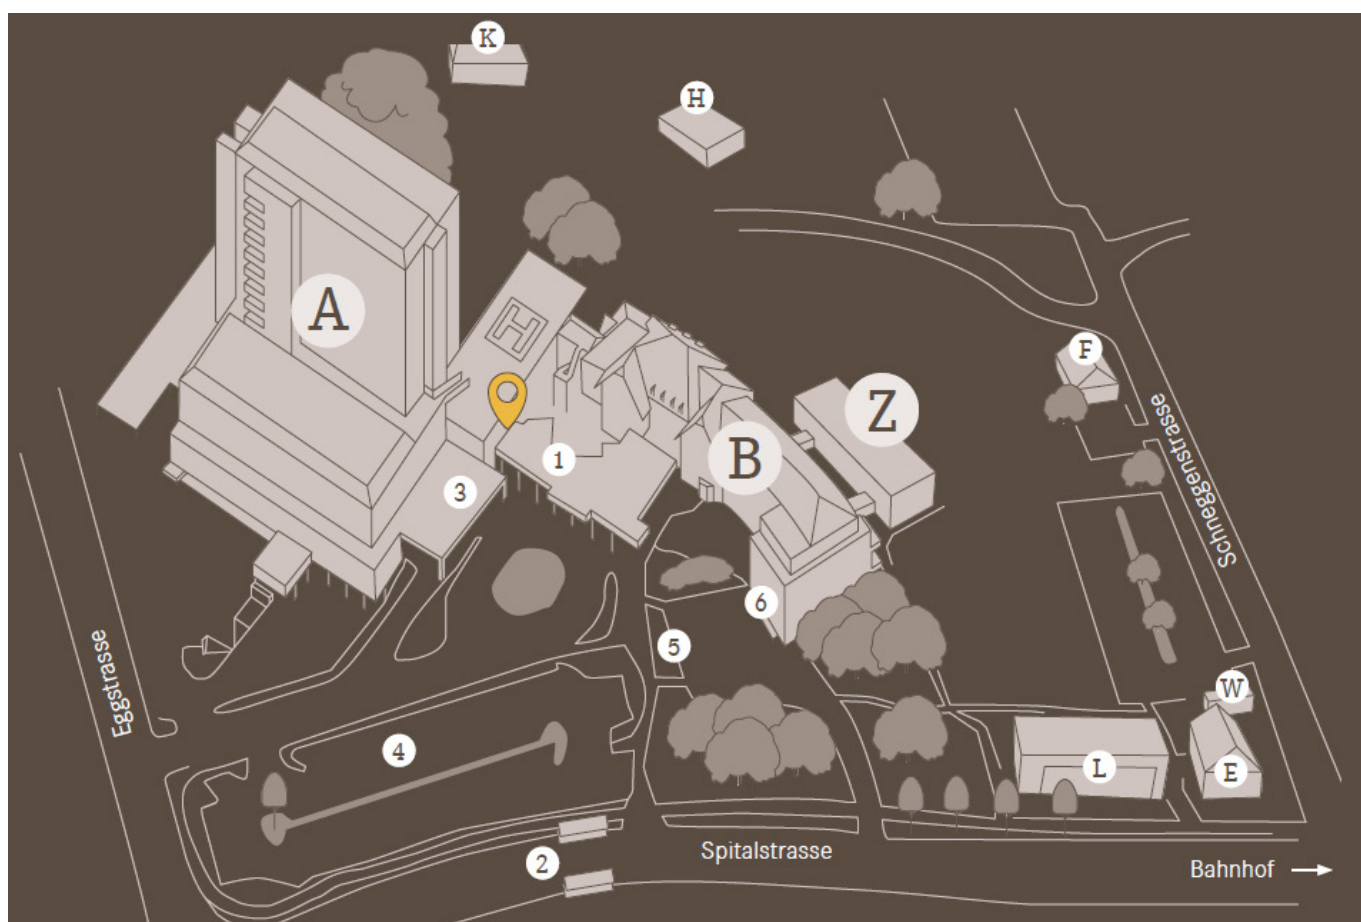 K
H
A
H
F
Z
Schneggenstrasse
B
1
3
6
5
Eggstrasse
W
4
L
E
2
Spitalstrasse
Bahnhof